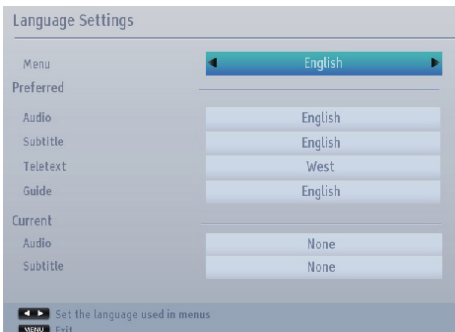 Language Settings
Menu English
Preferred
Audio English
Subtitle English
Teletext West
Guide English
Current
Audio None
Subtitle None
Set the language used in menus
MENU Exit